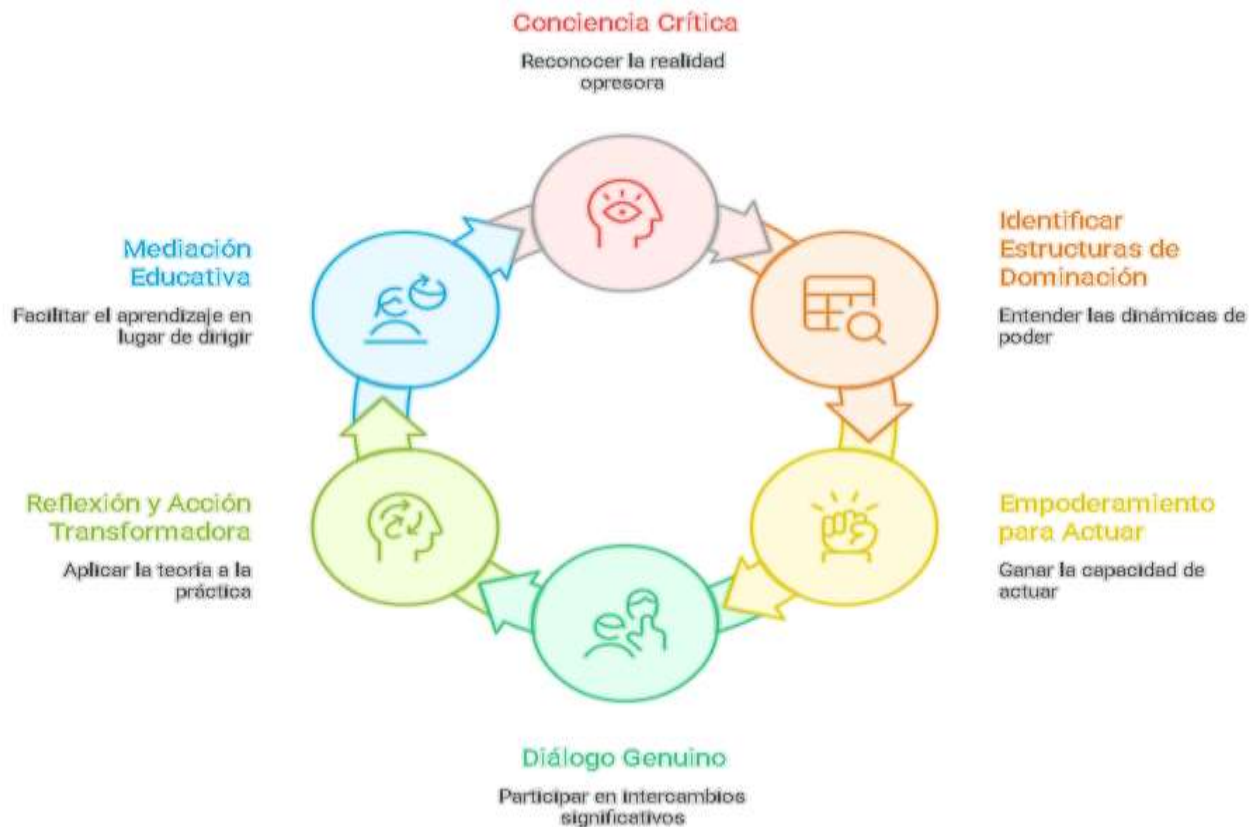 Conciencia Crítica
Reconocer la realidad
opresora
Identificar
Estructuras de
Dominación
Entender las dinámicas de
poder
Empoderamiento
para Actuar
Ganar la capacidad de
actuar
Diálogo Genuino
Participar en intercambios
significativos
Reflexión y Acción
Transformadora
Aplicar la teoría a la
práctica
Mediación
Educativa
Facilitar el aprendizaje en
lugar de dirigir